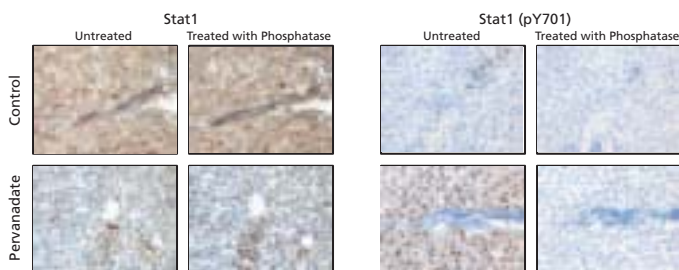 Stat1
Stat1 (pY701)
Untreated
Treated with Phosphatase
Untreated
Treated with Phosphatase
Control
Pervanadate